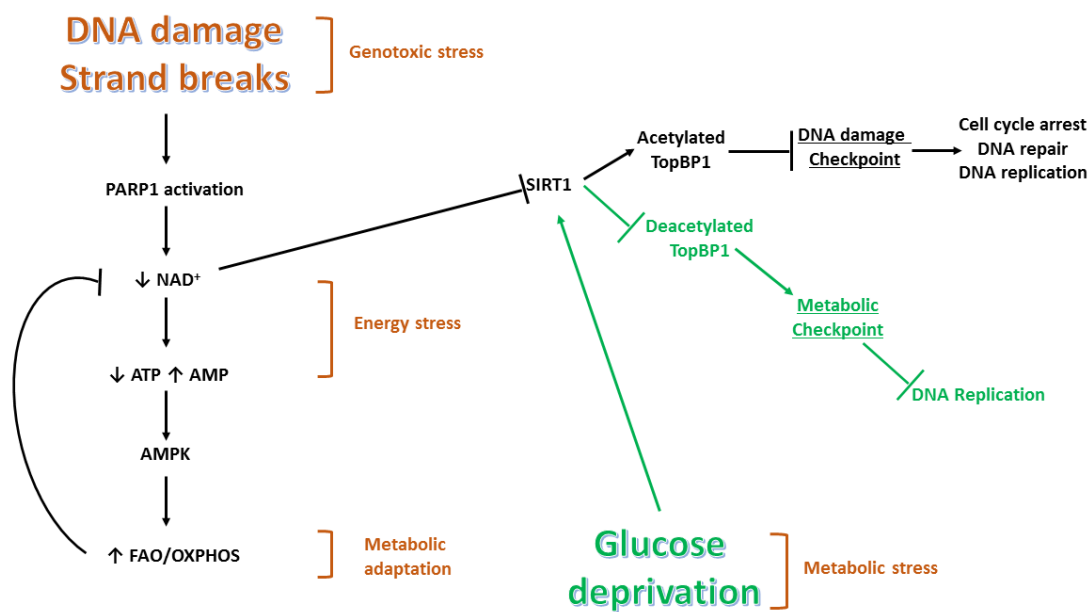 DNA damage
Strand breaks
Genotoxic stress
PARP1 activation
↓ NAD⁺
Energy stress
↓ ATP ↑ AMP
AMPK
↑ FAO/OXPHOS
Metabolic
adaptation
SIRT1
Acetylated
TopBP1
DNA damage
Checkpoint
Cell cycle arrest
DNA repair
DNA replication
Deacetylated
TopBP1
Metabolic
Checkpoint
DNA Replication
Glucose
deprivation
Metabolic stress